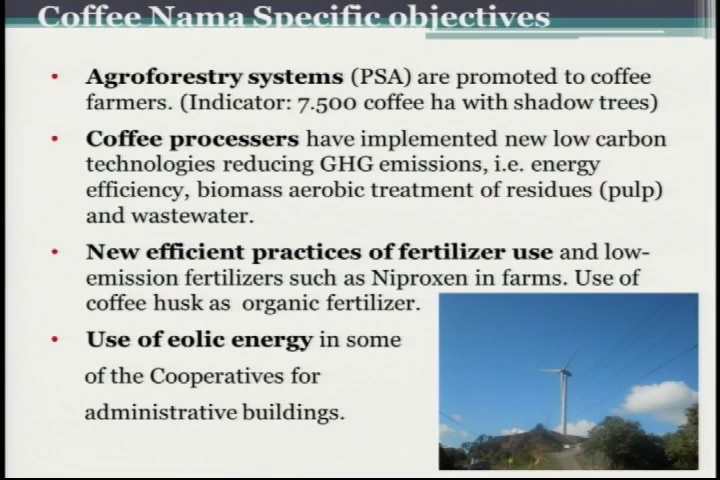 Coffee Nama Specific objectives
• Agroforestry systems (PSA) are promoted to coffee
farmers. (Indicator: 7.500 coffee ha with shadow trees)
• Coffee processers have implemented new low carbon
technologies reducing GHG emissions, i.e. energy
efficiency, biomass aerobic treatment of residues (pulp)
and wastewater.
• New efficient practices of fertilizer use and low-
emission fertilizers such as Niproxen in farms. Use of
coffee husk as organic fertilizer.
• Use of eolic energy in some
of the Cooperatives for
administrative buildings.